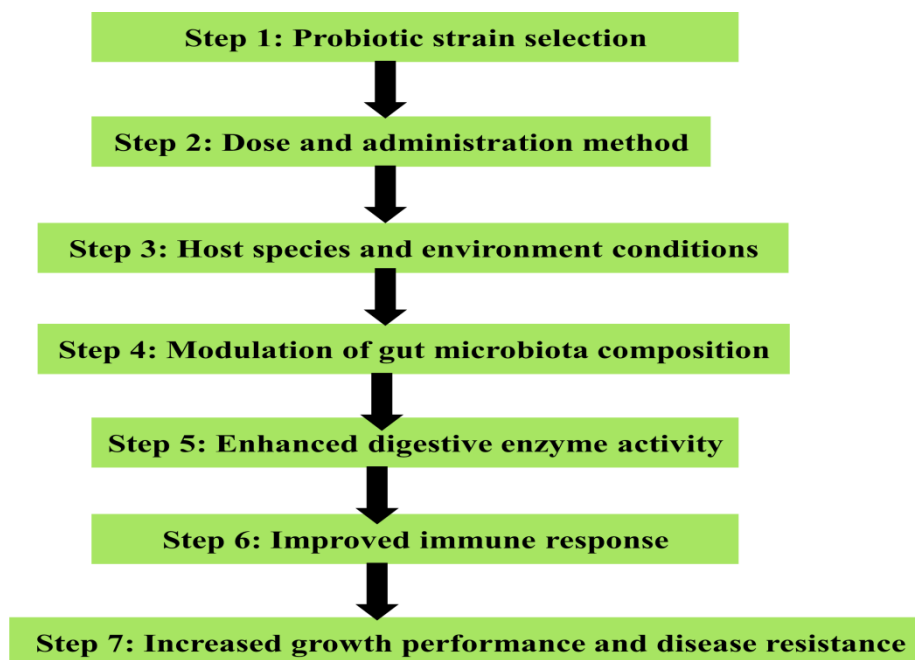 Step 1: Probiotic strain selection
Step 2: Dose and administration method
Step 3: Host species and environment conditions
Step 4: Modulation of gut microbiota composition
Step 5: Enhanced digestive enzyme activity
Step 6: Improved immune response
Step 7: Increased growth performance and disease resistance